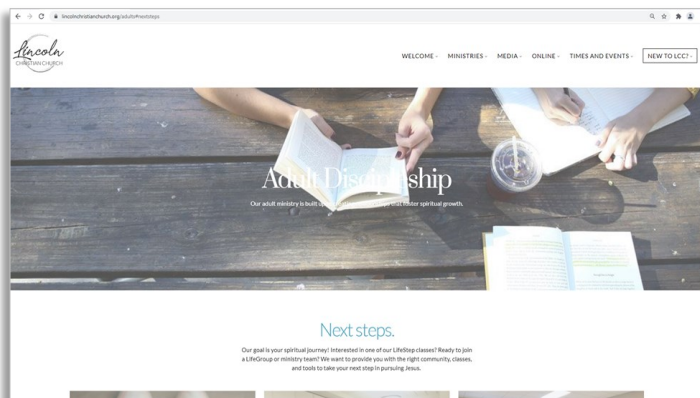 lincolnchristianchurch.org/adults#nextsteps
Lincoln
CHRISTIAN CHURCH
WELCOME
MINISTRIES
MEDIA
ONLINE
TIMES AND EVENTS
NEW TO LCC?
Adult Discipleship
Our adult ministry is built that foster spiritual growth.
Next steps.
Our goal is your spiritual journey! Interested in one of our LifeStep classes? Ready to join
a LifeGroup or ministry team? We want to provide you with the right community, classes,
and tools to take your next step in pursuing Jesus.